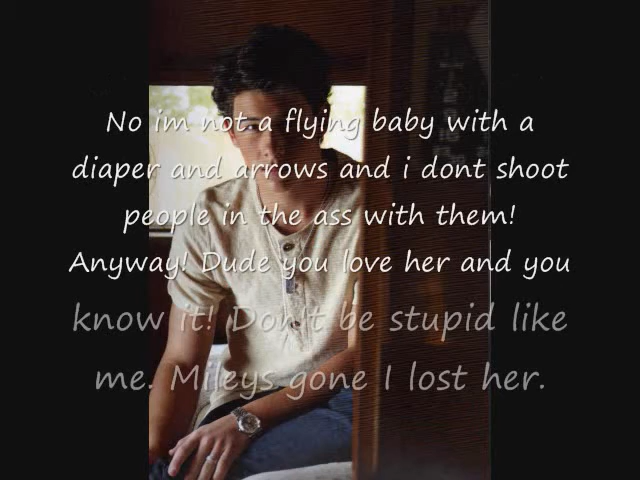 No im not a flying baby with a
diaper and arrows and i dont shoot
people in the ass with them!
Anyway! Dude you love her and you
know it! Don't be stupid like
me. Mileys gone I lost her.